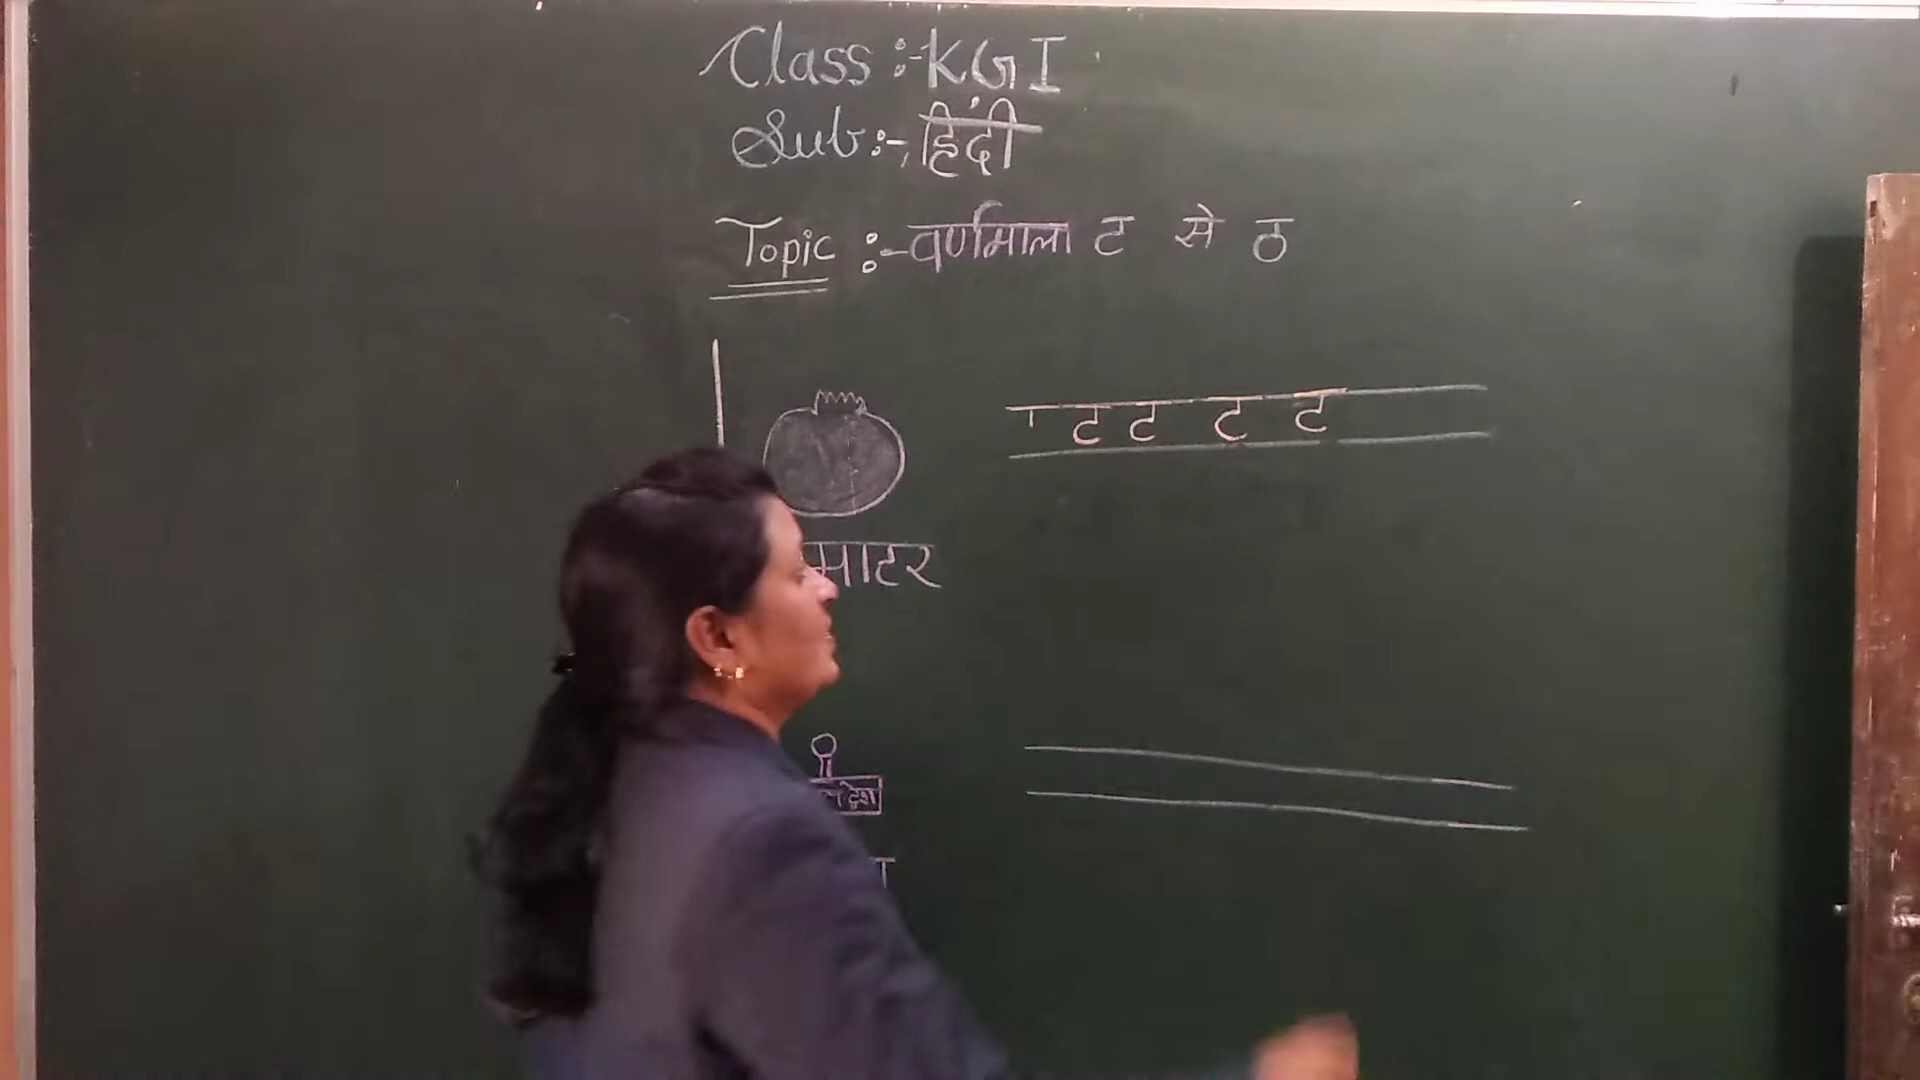 Class :- KG I
Sub :- हिंदी
Topic :- वर्णमाला ट से ठ
ट ट ट ट
माटर